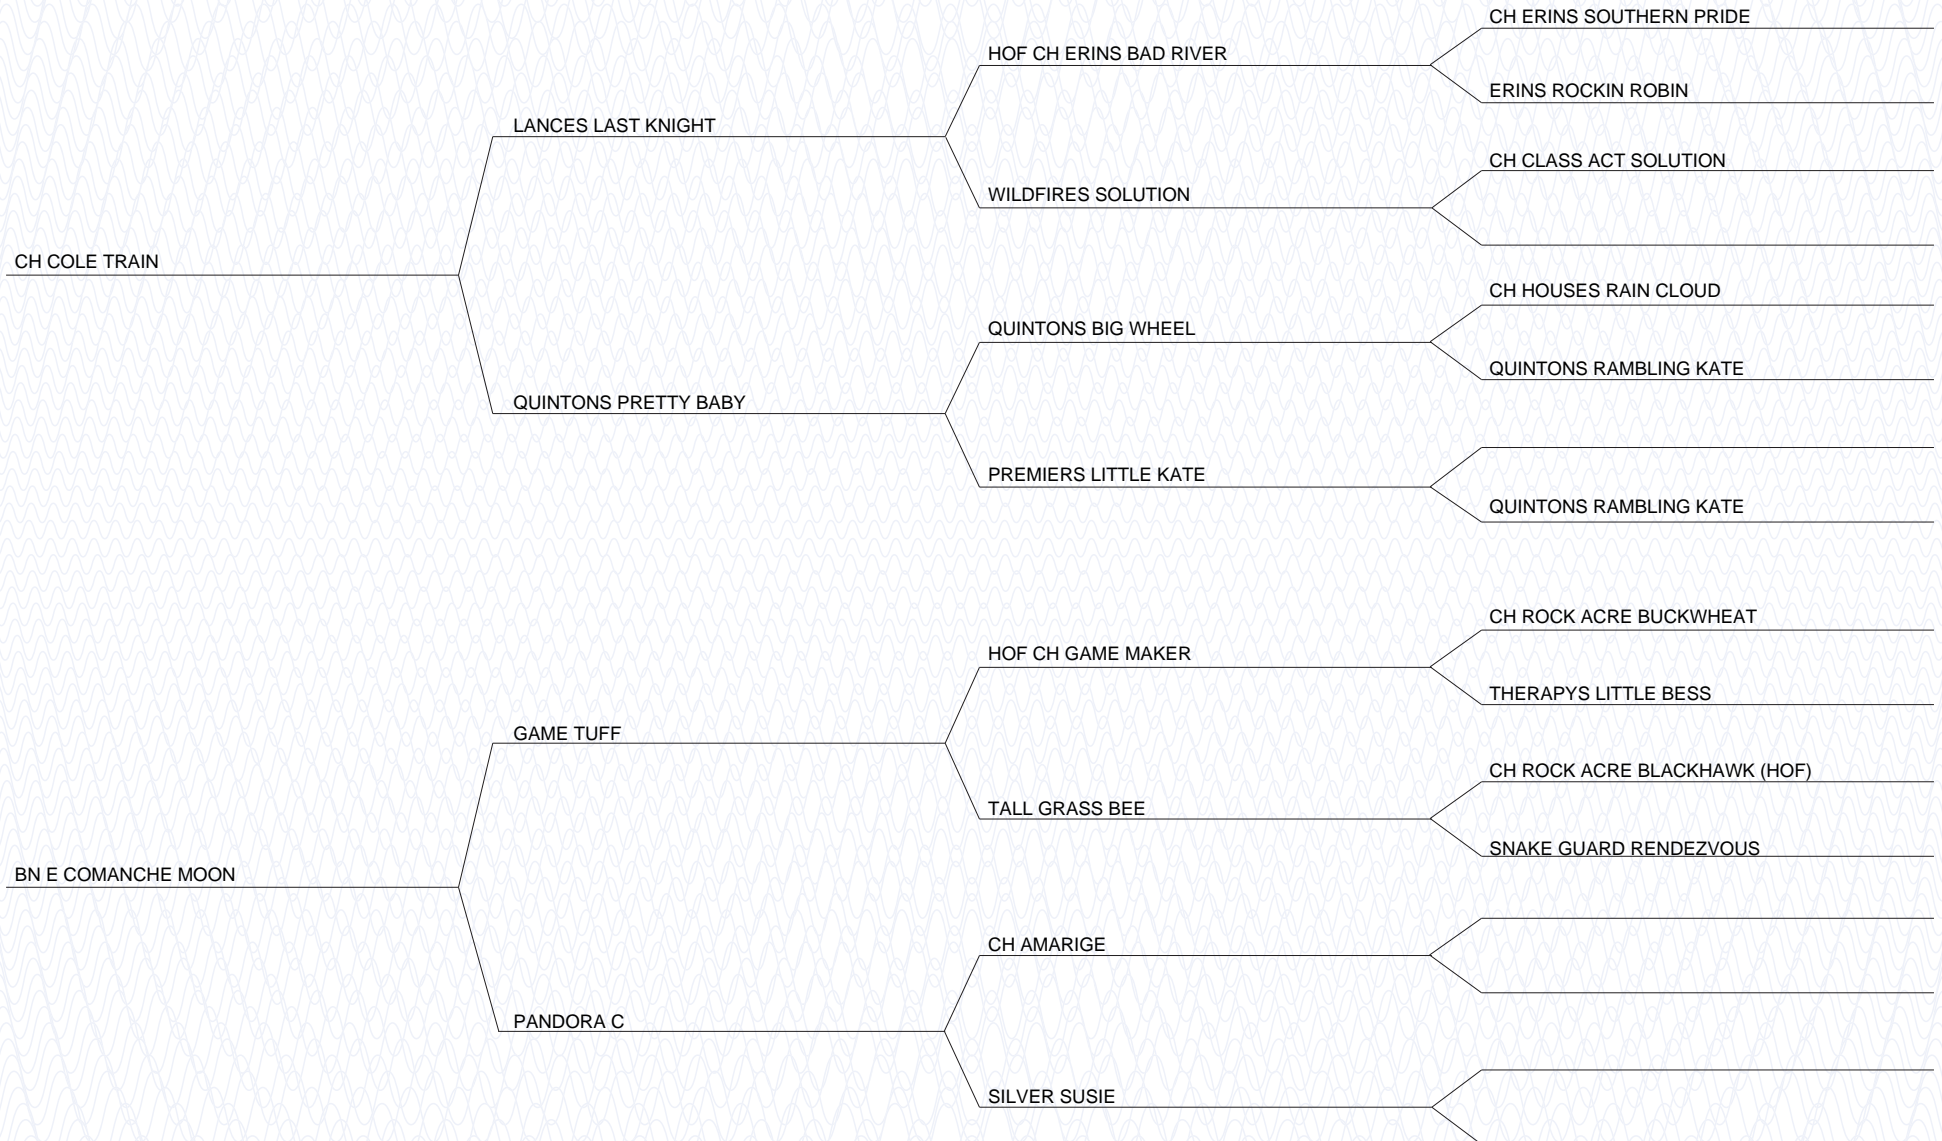 CH ERINS SOUTHERN PRIDE
HOF CH ERINS BAD RIVER
ERINS ROCKIN ROBIN
LANCES LAST KNIGHT
CH CLASS ACT SOLUTION
WILDFIRES SOLUTION
CH COLE TRAIN
CH HOUSES RAIN CLOUD
QUINTONS BIG WHEEL
QUINTONS RAMBLING KATE
QUINTONS PRETTY BABY
PREMIERS LITTLE KATE
QUINTONS RAMBLING KATE
CH ROCK ACRE BUCKWHEAT
HOF CH GAME MAKER
THERAPYS LITTLE BESS
GAME TUFF
CH ROCK ACRE BLACKHAWK (HOF)
TALL GRASS BEE
SNAKE GUARD RENDEZVOUS
BN E COMANCHE MOON
CH AMARIGE
PANDORA C
SILVER SUSIE